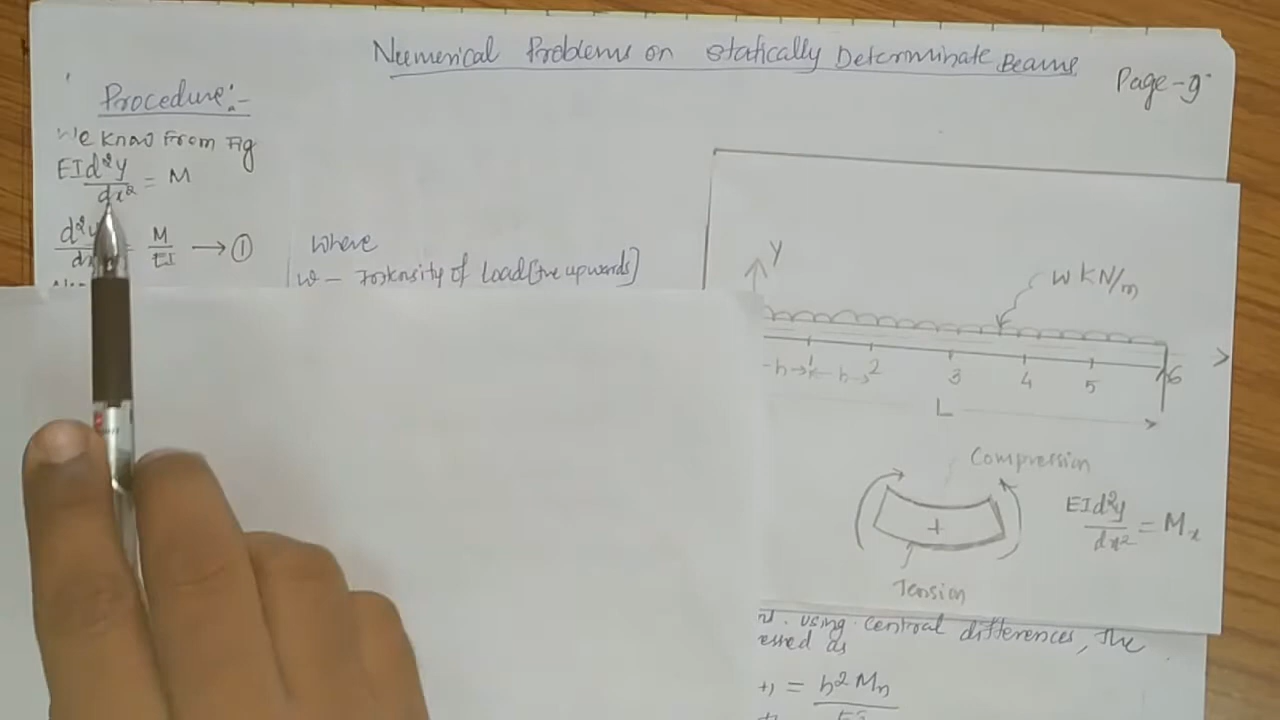 Numerical Problems on Statically Determinate Beams
Page-9
Procedure:-
We know From Fig
EId²y/dx² = M
d²y/dx² = M/EI → ①
Where
w – Intensity of Load(+ve upwards)
Y
w KN/m
h 1 h 2 3 4 5 6
L
Compression
+
EId²y/dx² = Mx
Tension
using central differences, the
essed as
= h²Mn